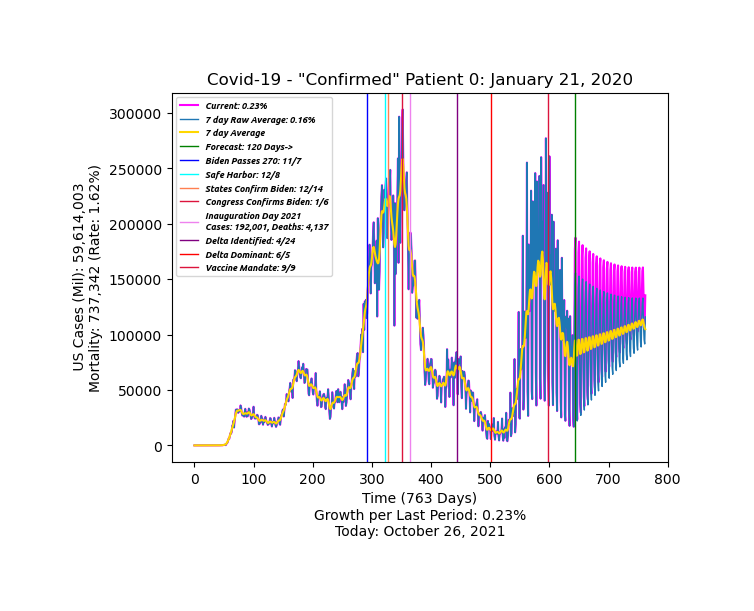 Covid-19 - "Confirmed" Patient 0: January 21, 2020
Current: 0.23%
7 day Raw Average: 0.16%
7 day Average
Forecast: 120 Days->
Biden Passes 270: 11/7
Safe Harbor: 12/8
States Confirm Biden: 12/14
Congress Confirms Biden: 1/6
Inauguration Day 2021
Cases: 192,001, Deaths: 4,137
Delta Identified: 4/24
Delta Dominant: 6/5
Vaccine Mandate: 9/9
300000
250000
200000
150000
100000
50000
0
US Cases (Mil): 59,614,003
Mortality: 737,342 (Rate: 1.62%)
0 100 200 300 400 500 600 700 800
Time (763 Days)
Growth per Last Period: 0.23%
Today: October 26, 2021